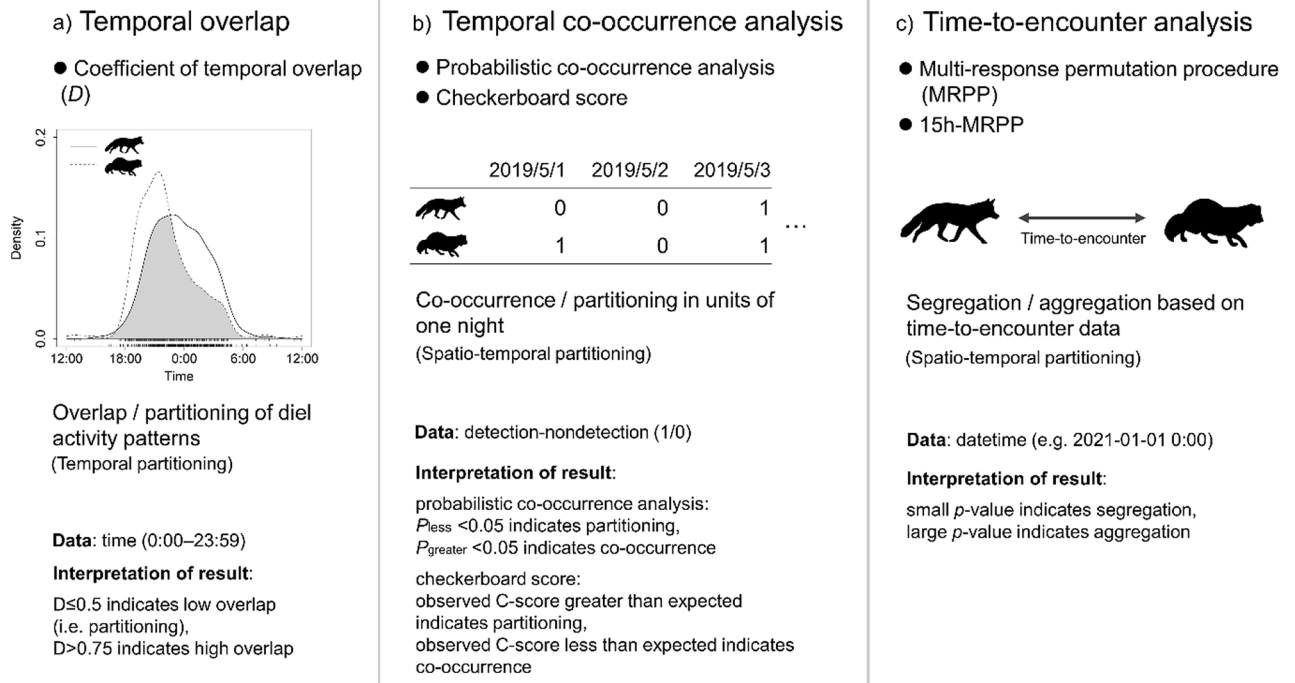 a) Temporal overlap
● Coefficient of temporal overlap
(D)
0.2
0.1
0.0
Density
12:00 18:00 0:00 6:00 12:00
Time
Overlap / partitioning of diel
activity patterns
(Temporal partitioning)
Data: time (0:00–23:59)
Interpretation of result:
D≤0.5 indicates low overlap
(i.e. partitioning),
D>0.75 indicates high overlap
b) Temporal co-occurrence analysis
● Probabilistic co-occurrence analysis
● Checkerboard score
2019/5/1 2019/5/2 2019/5/3
0 0 1
1 0 1
...
Co-occurrence / partitioning in units of
one night
(Spatio-temporal partitioning)
Data: detection-nondetection (1/0)
Interpretation of result:
probabilistic co-occurrence analysis:
Pless <0.05 indicates partitioning,
Pgreater <0.05 indicates co-occurrence
checkerboard score:
observed C-score greater than expected
indicates partitioning,
observed C-score less than expected indicates
co-occurrence
c) Time-to-encounter analysis
● Multi-response permutation procedure
(MRPP)
● 15h-MRPP
Time-to-encounter
Segregation / aggregation based on
time-to-encounter data
(Spatio-temporal partitioning)
Data: datetime (e.g. 2021-01-01 0:00)
Interpretation of result:
small p-value indicates segregation,
large p-value indicates aggregation